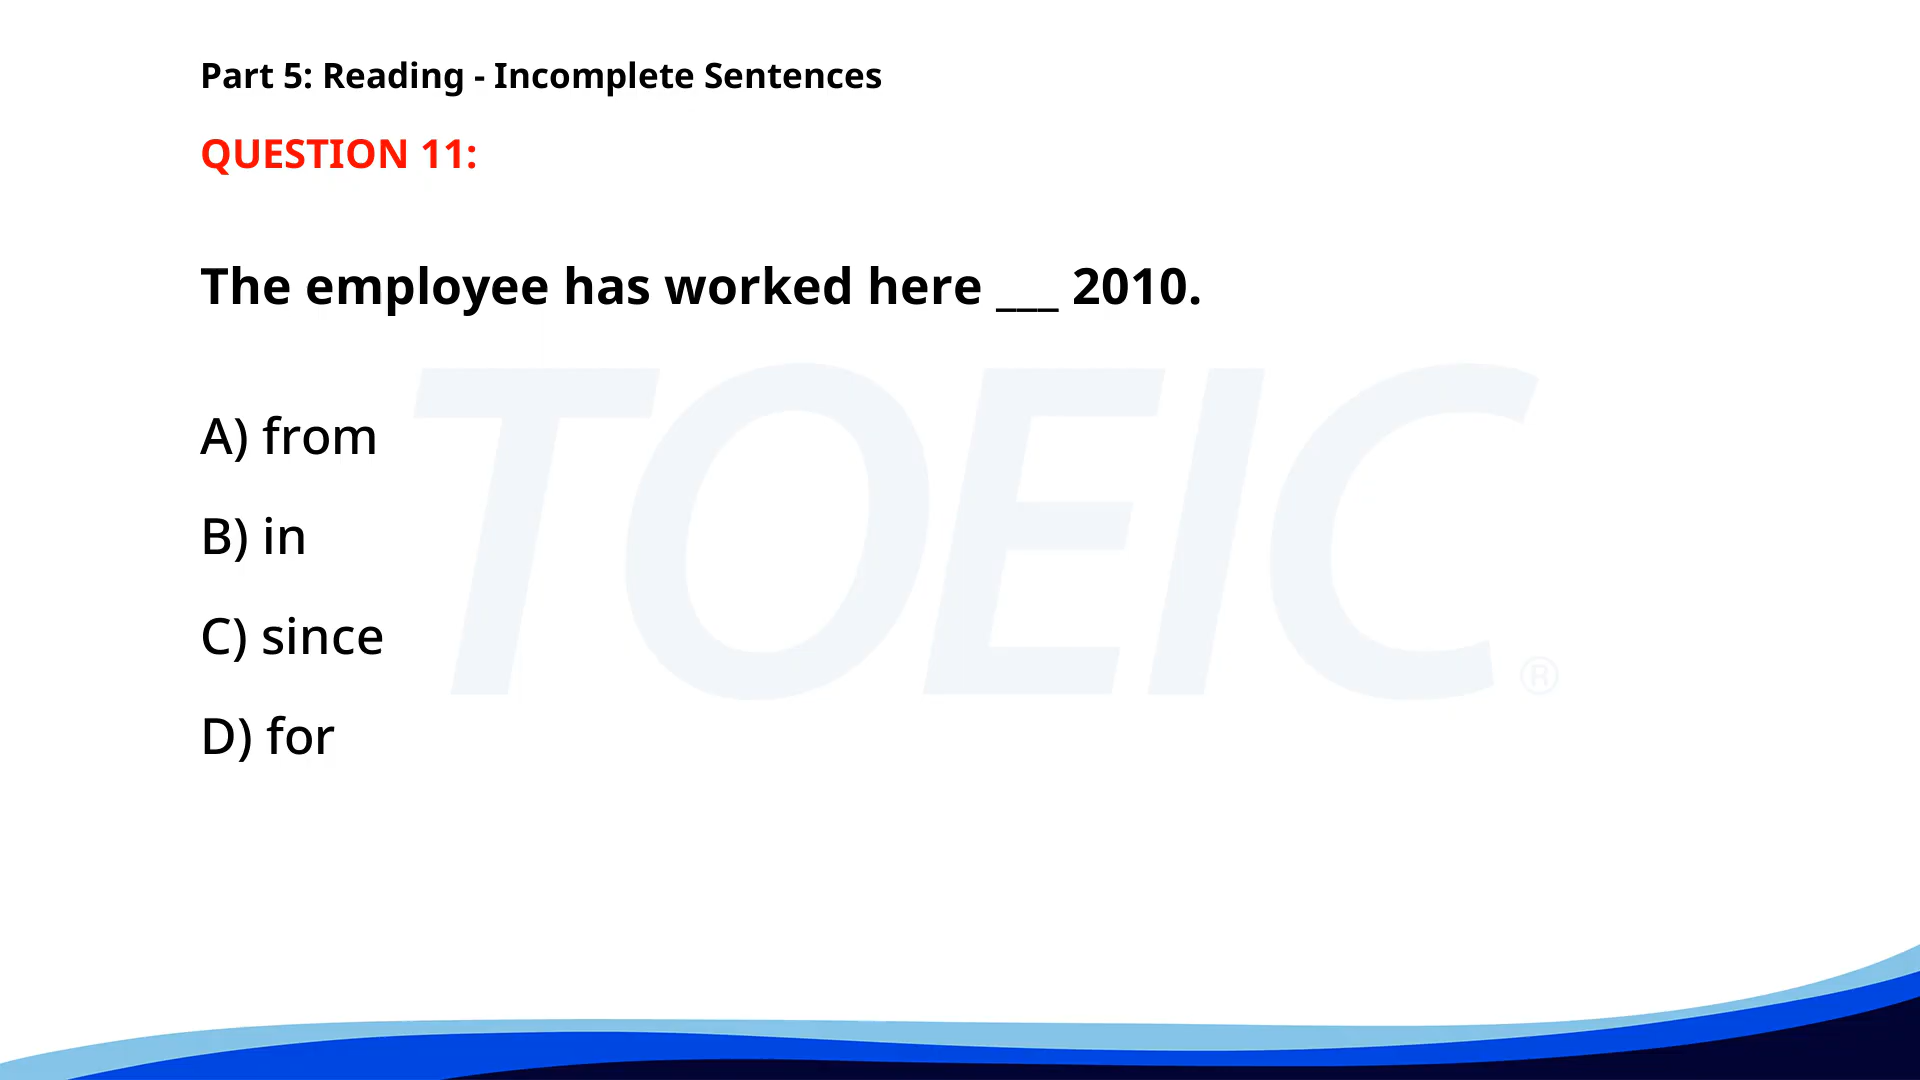 Part 5: Reading - Incomplete Sentences
QUESTION 11:
The employee has worked here ___ 2010.
TOEIC®
A) from
B) in
C) since
D) for